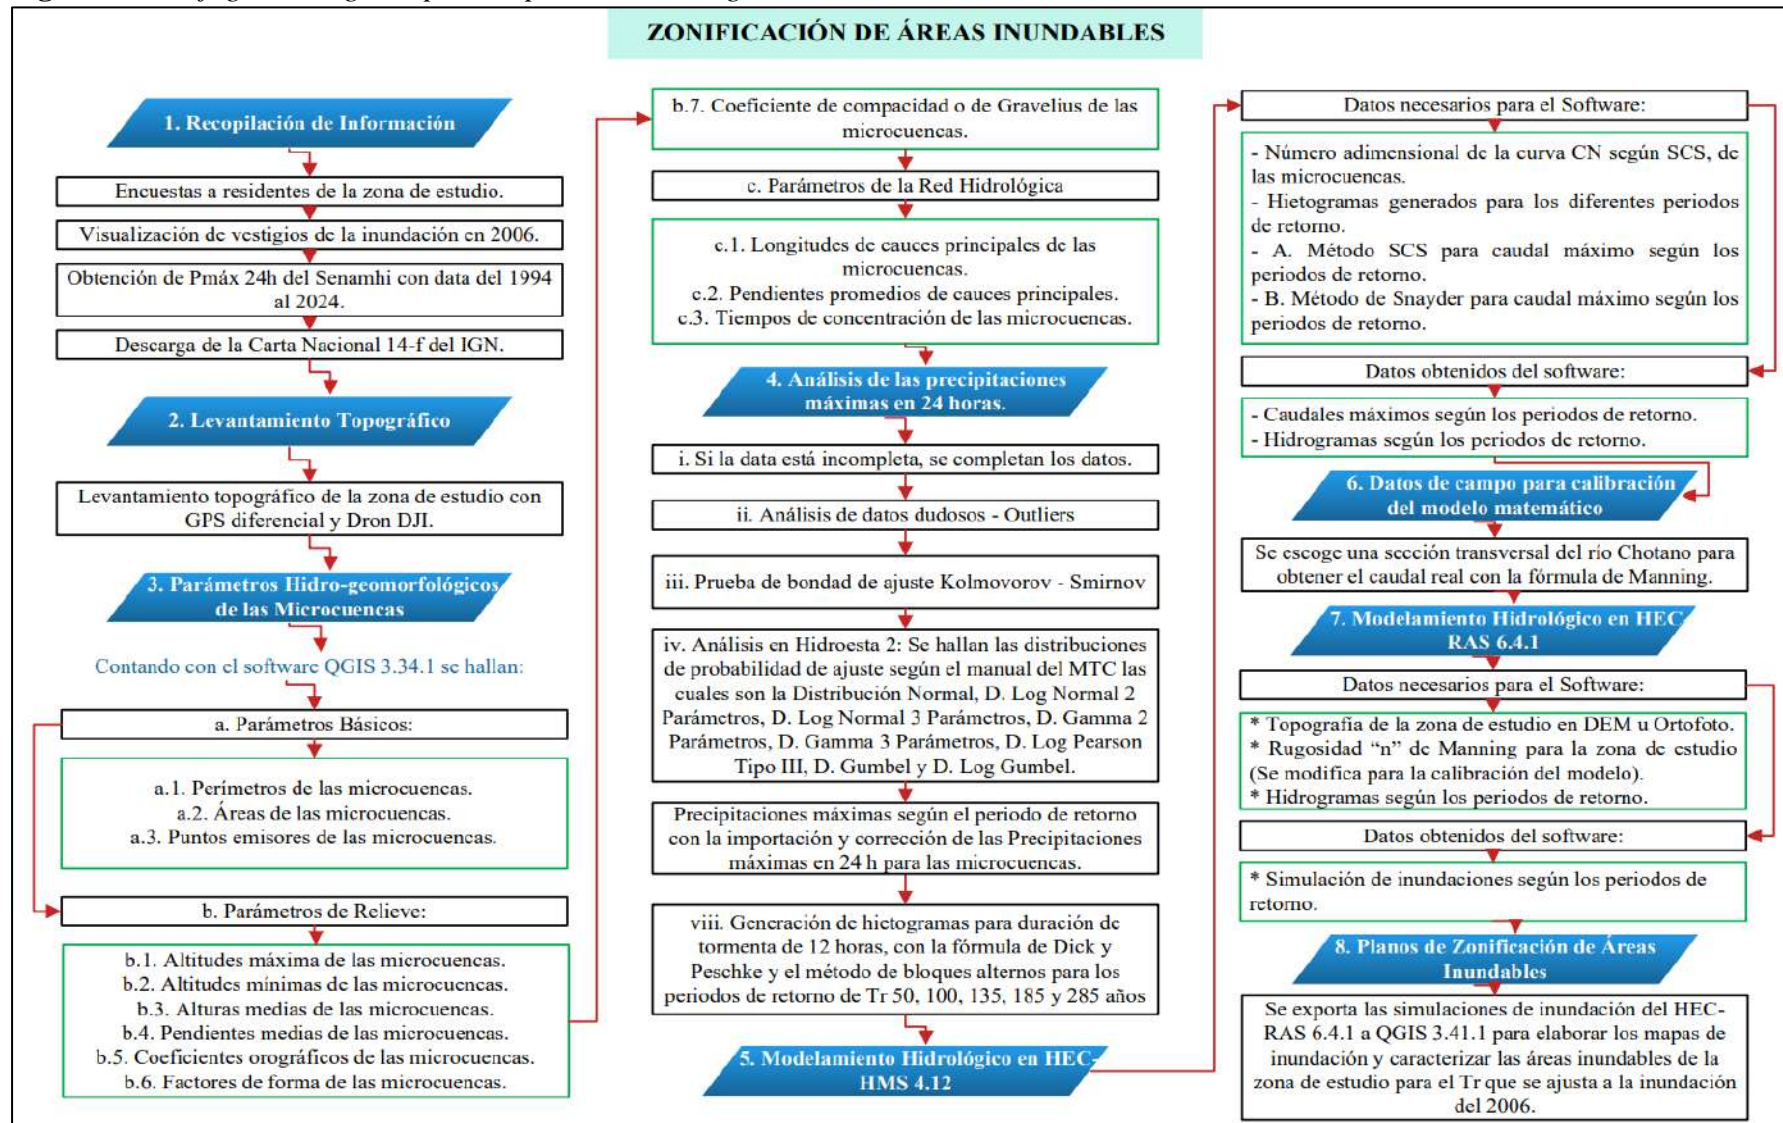 ZONIFICACIÓN DE ÁREAS INUNDABLES
1. Recopilación de Información
Encuestas a residentes de la zona de estudio.
Visualización de vestigios de la inundación en 2006.
Obtención de Pmáx 24h del Senamhi con data del 1994
al 2024.
Descarga de la Carta Nacional 14-f del IGN.
2. Levantamiento Topográfico
Levantamiento topográfico de la zona de estudio con
GPS diferencial y Dron DJI.
3. Parámetros Hidro-geomorfológicos
de las Microcuencas
Contando con el software QGIS 3.34.1 se hallan:
a. Parámetros Básicos:
a.1. Perímetros de las microcuencas.
a.2. Áreas de las microcuencas.
a.3. Puntos emisores de las microcuencas.
b. Parámetros de Relieve:
b.1. Altitudes máxima de las microcuencas.
b.2. Altitudes mínimas de las microcuencas.
b.3. Alturas medias de las microcuencas.
b.4. Pendientes medias de las microcuencas.
b.5. Coeficientes orográficos de las microcuencas.
b.6. Factores de forma de las microcuencas.
b.7. Coeficiente de compacidad o de Gravelius de las
microcuencas.
c. Parámetros de la Red Hidrológica
c.1. Longitudes de cauces principales de las
microcuencas.
c.2. Pendientes promedios de cauces principales.
c.3. Tiempos de concentración de las microcuencas.
4. Análisis de las precipitaciones
máximas en 24 horas.
i. Si la data está incompleta, se completan los datos.
ii. Análisis de datos dudosos - Outliers
iii. Prueba de bondad de ajuste Kolmovorov - Smirnov
iv. Análisis en Hidroesta 2: Se hallan las distribuciones
de probabilidad de ajuste según el manual del MTC las
cuales son la Distribución Normal, D. Log Normal 2
Parámetros, D. Log Normal 3 Parámetros, D. Gamma 2
Parámetros, D. Gamma 3 Parámetros, D. Log Pearson
Tipo III, D. Gumbel y D. Log Gumbel.
Precipitaciones máximas según el periodo de retorno
con la importación y corrección de las Precipitaciones
máximas en 24 h para las microcuencas.
viii. Generación de hietogramas para duración de
tormenta de 12 horas, con la fórmula de Dick y
Peschke y el método de bloques alternos para los
periodos de retorno de Tr 50, 100, 135, 185 y 285 años
5. Modelamiento Hidrológico en HEC-
HMS 4.12
Datos necesarios para el Software:
- Número adimensional de la curva CN según SCS, de
las microcuencas.
- Hietogramas generados para los diferentes periodos
de retorno.
- A. Método SCS para caudal máximo según los
periodos de retorno.
- B. Método de Snayder para caudal máximo según los
periodos de retorno.
Datos obtenidos del software:
- Caudales máximos según los periodos de retorno.
- Hidrogramas según los periodos de retorno.
6. Datos de campo para calibración
del modelo matemático
Se escoge una sección transversal del río Chotano para
obtener el caudal real con la fórmula de Manning.
7. Modelamiento Hidrológico en HEC-
RAS 6.4.1
Datos necesarios para el Software:
* Topografía de la zona de estudio en DEM u Ortofoto.
* Rugosidad “n” de Manning para la zona de estudio
(Se modifica para la calibración del modelo).
* Hidrogramas según los periodos de retorno.
Datos obtenidos del software:
* Simulación de inundaciones según los periodos de
retorno.
8. Planos de Zonificación de Áreas
Inundables
Se exporta las simulaciones de inundación del HEC-
RAS 6.4.1 a QGIS 3.41.1 para elaborar los mapas de
inundación y caracterizar las áreas inundables de la
zona de estudio para el Tr que se ajusta a la inundación
del 2006.